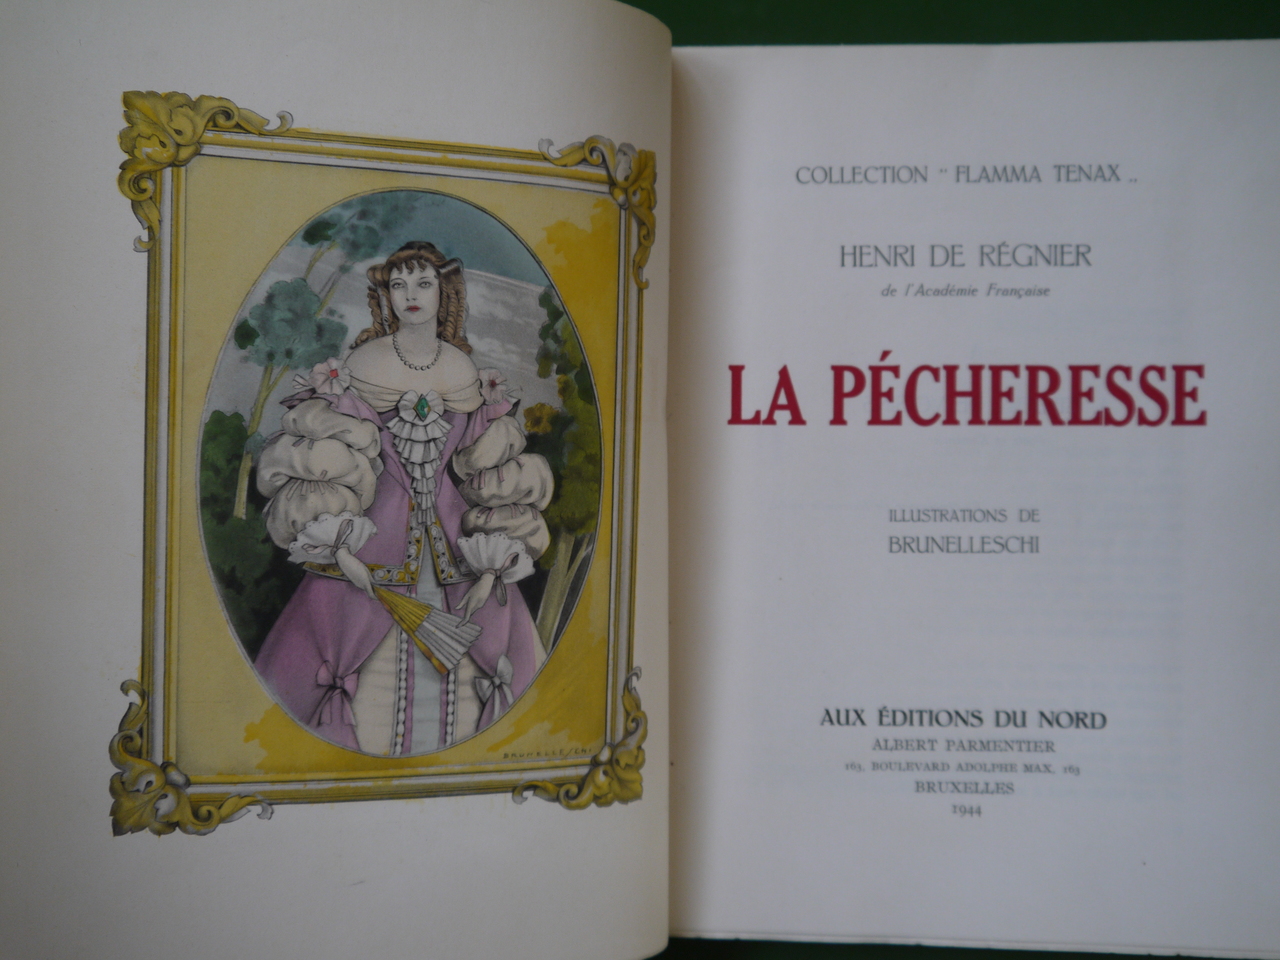 BRUNELLESCHI
COLLECTION " FLAMMA TENAX "
HENRI DE RÉGNIER
de l'Académie Française
LA PÉCHERESSE
ILLUSTRATIONS DE
BRUNELLESCHI
AUX ÉDITIONS DU NORD
ALBERT PARMENTIER
163, BOULEVARD ADOLPHE MAX, 163
BRUXELLES
1944